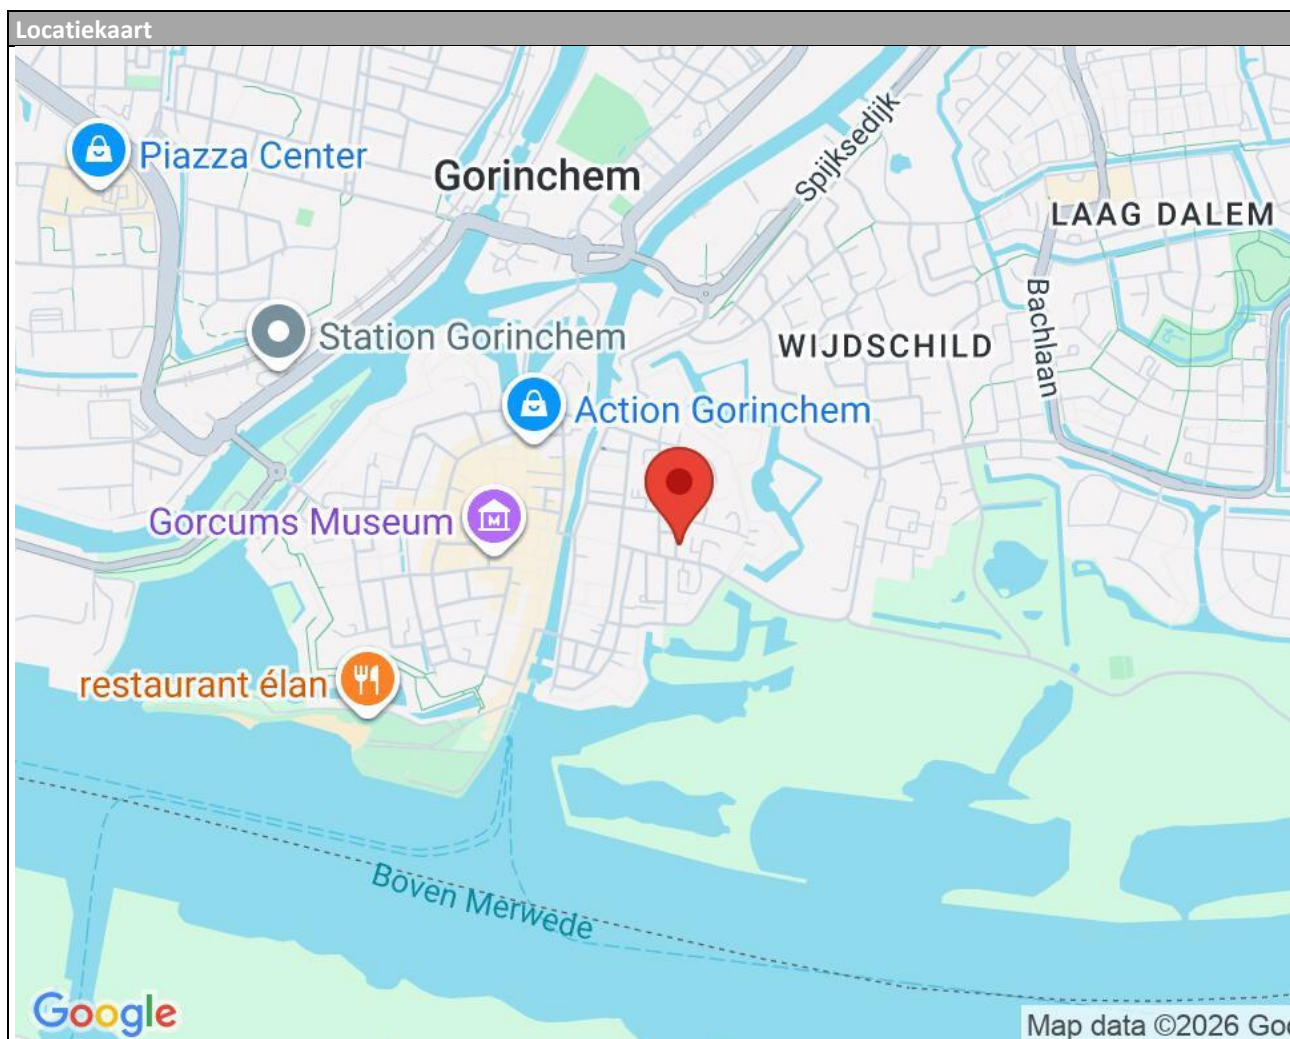 Locatiekaart
Piazza Center
Gorinchem
Spijksedijk
LAAG DALEM
Bachlaan
Station Gorinchem
WIJDSCHILD
Action Gorinchem
Gorcums Museum
M
restaurant élan
Boven Merwede
Google
Map data ©2026 Goo